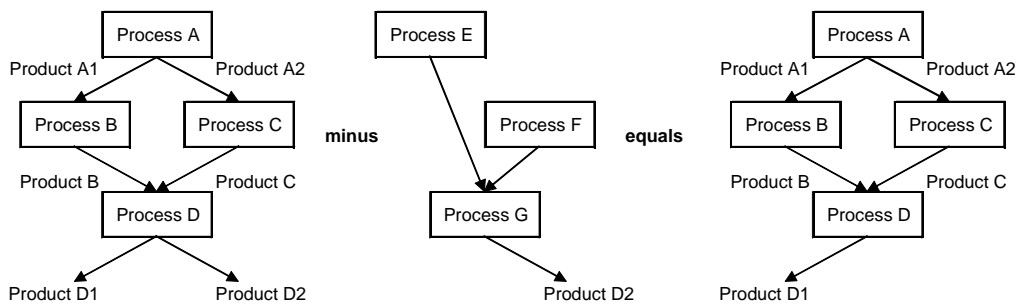 Process A
Product A1
Product A2
Process B
Process C
Product B
Product C
Process D
Product D1
Product D2
minus
Process E
Process F
Process G
Product D2
equals
Process A
Product A1
Product A2
Process B
Process C
Product B
Product C
Process D
Product D1